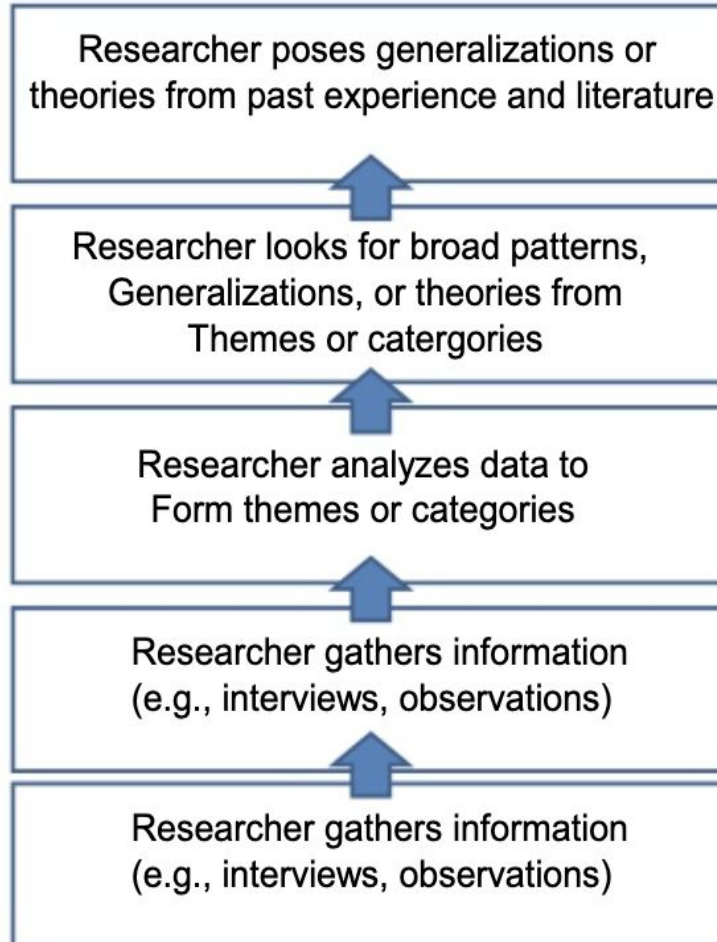 Researcher poses generalizations or
theories from past experience and literature
Researcher looks for broad patterns,
Generalizations, or theories from
Themes or catergories
Researcher analyzes data to
Form themes or categories
Researcher gathers information
(e.g., interviews, observations)
Researcher gathers information
(e.g., interviews, observations)